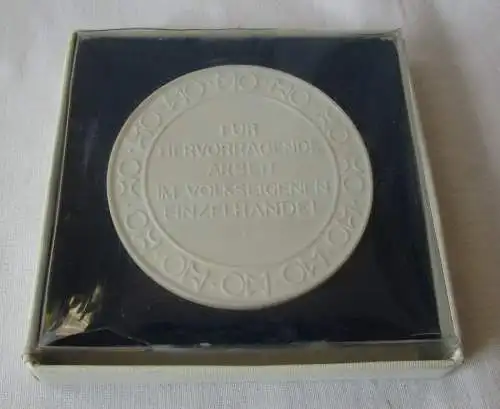 FÜR
HERVORRAGENDE
ARBEIT
IM VOLKSEIGENEN
EINZELHANDEL